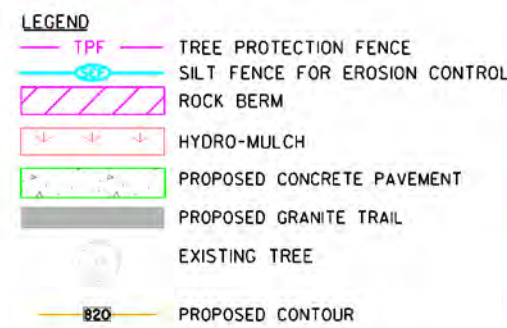 LEGEND
TPF TREE PROTECTION FENCE
SCF SILT FENCE FOR EROSION CONTROL
ROCK BERM
HYDRO-MULCH
PROPOSED CONCRETE PAVEMENT
PROPOSED GRANITE TRAIL
EXISTING TREE
820 PROPOSED CONTOUR